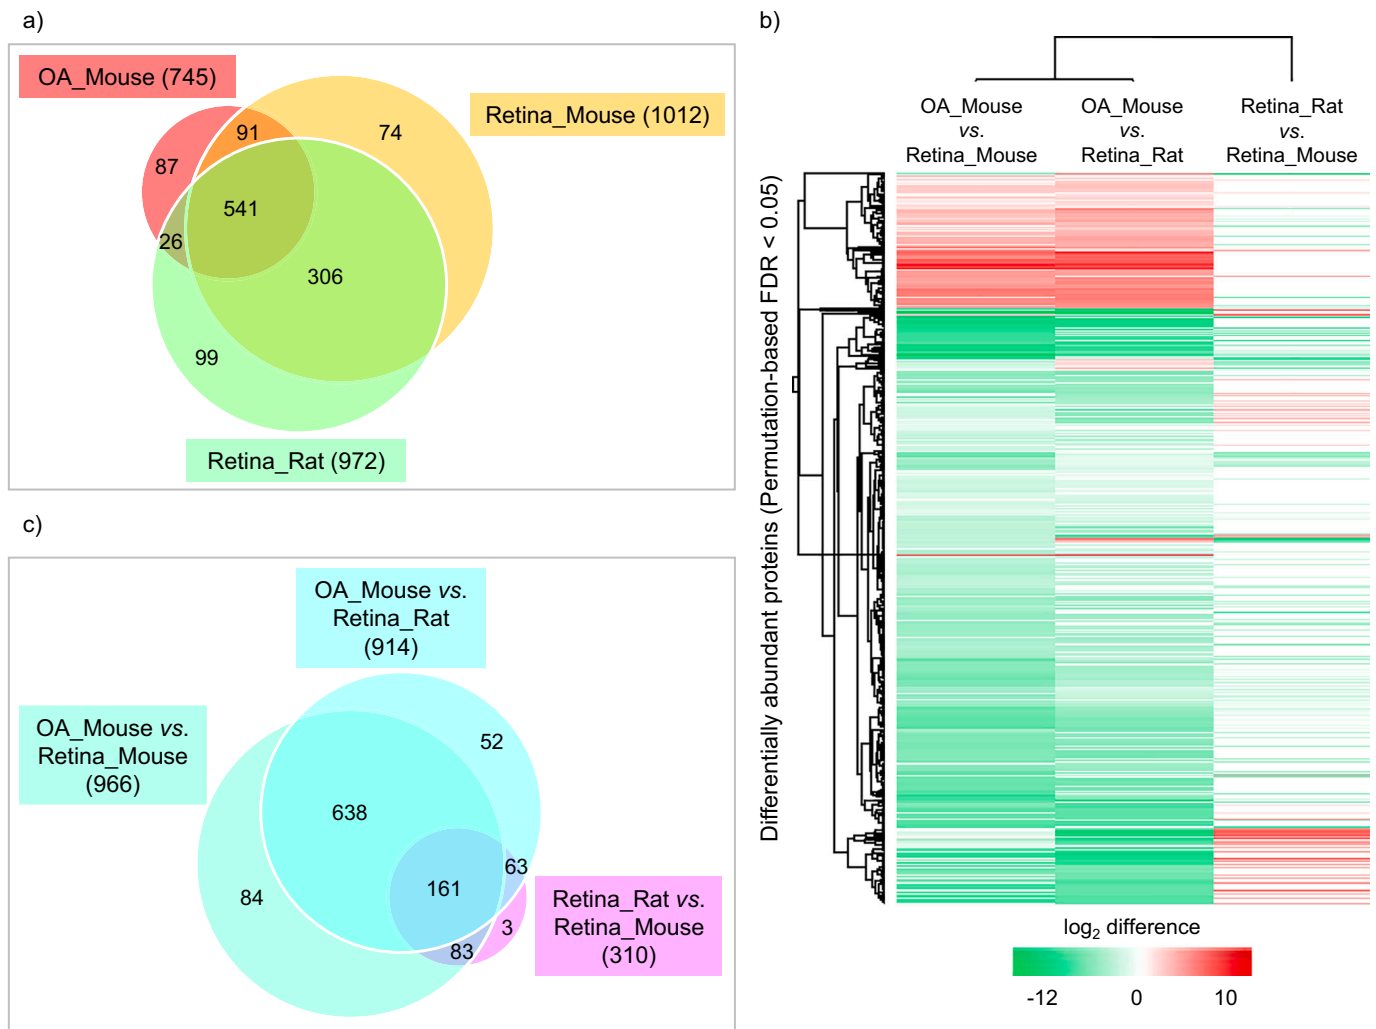 a)
OA_Mouse (745)
Retina_Mouse (1012)
91
74
87
541
26
306
99
Retina_Rat (972)
b)
OA_Mouse
vs.
Retina_Mouse
OA_Mouse
vs.
Retina_Rat
Retina_Rat
vs.
Retina_Mouse
Differentially abundant proteins (Permutation-based FDR < 0.05)
log2 difference
-12
0
10
c)
OA_Mouse vs.
Retina_Rat
(914)
OA_Mouse vs.
Retina_Mouse
(966)
52
638
63
161
84
3
83
Retina_Rat vs.
Retina_Mouse
(310)